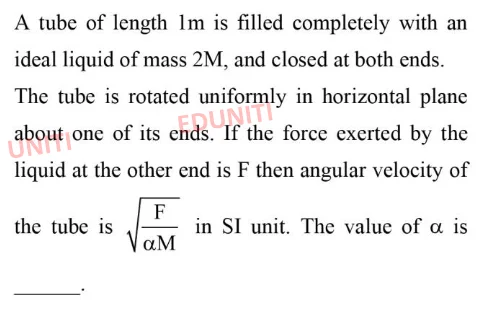 A tube of length 1m is filled completely with an
ideal liquid of mass 2M, and closed at both ends.
The tube is rotated uniformly in horizontal plane
about one of its ends. If the force exerted by the
liquid at the other end is F then angular velocity of
the tube is √(F/αM) in SI unit. The value of α is
________.
UNITI EDUNITI